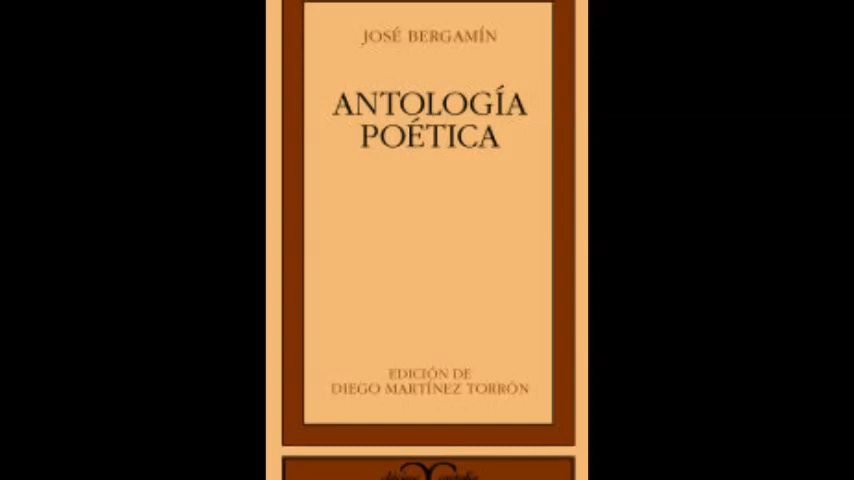 JOSÉ BERGAMÍN
ANTOLOGÍA
POÉTICA
EDICIÓN DE
DIEGO MARTÍNEZ TORRÓN